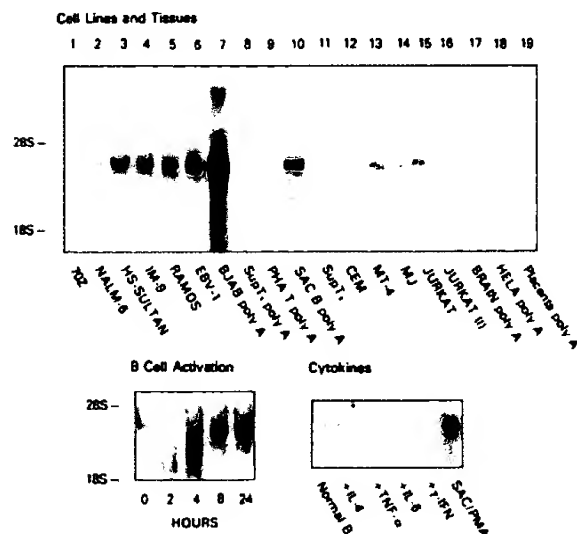 Cell Lines and Tissues
1 2 3 4 5 6 7 8 9 10 11 12 13 14 15 16 17 18 19
28S –
18S –
70Z
NALM-6
HS-SULTAN
IM-9
RAMOS
EBV-1
BJAB poly A
SupT₁ poly A
PHA T poly A
SAC B poly A
SupT₁
CEM
MT-4
MJ
JURKAT
JURKAT (I)
BRAIN poly A
HELA poly A
Placenta poly A
B Cell Activation
28S –
18S –
0 2 4 8 24
HOURS
Cytokines
Normal B
+IL-4
+TNF-α
+IL-6
+γ-IFN
SAC/PMA